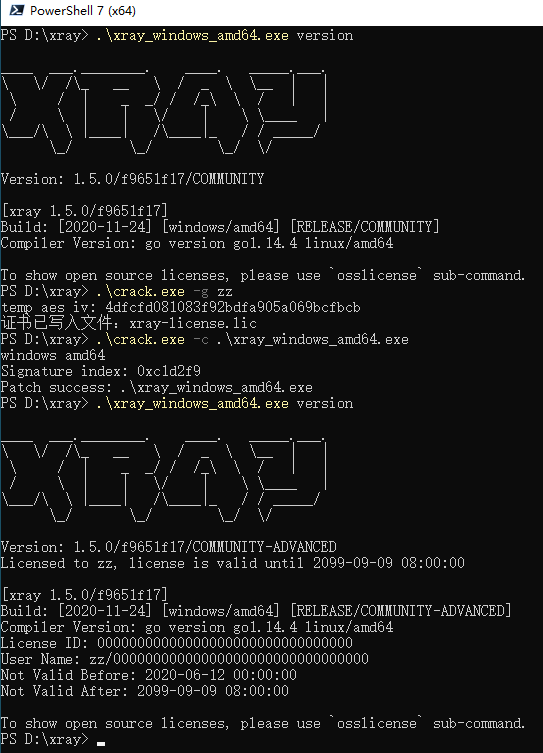 PowerShell 7 (x64)
PS D:\xray> .\xray_windows_amd64.exe version
XRAY
Version: 1.5.0/f9651f17/COMMUNITY
[xray 1.5.0/f9651f17]
Build: [2020-11-24] [windows/amd64] [RELEASE/COMMUNITY]
Compiler Version: go version go1.14.4 linux/amd64
To show open source licenses, please use `osslicense` sub-command.
PS D:\xray> .\crack.exe -g zz
temp aes iv: 4dfcfd081083f92bdfa905a069bcfbcb
证书已写入文件: xray-license.lic
PS D:\xray> .\crack.exe -c .\xray_windows_amd64.exe
windows amd64
Signature index: 0xc1d2f9
Patch success: .\xray_windows_amd64.exe
PS D:\xray> .\xray_windows_amd64.exe version
XRAY
Version: 1.5.0/f9651f17/COMMUNITY-ADVANCED
Licensed to zz, license is valid until 2099-09-09 08:00:00
[xray 1.5.0/f9651f17]
Build: [2020-11-24] [windows/amd64] [RELEASE/COMMUNITY-ADVANCED]
Compiler Version: go version go1.14.4 linux/amd64
License ID: 00000000000000000000000000000000
User Name: zz/00000000000000000000000000000000
Not Valid Before: 2020-06-12 00:00:00
Not Valid After: 2099-09-09 08:00:00
To show open source licenses, please use `osslicense` sub-command.
PS D:\xray>